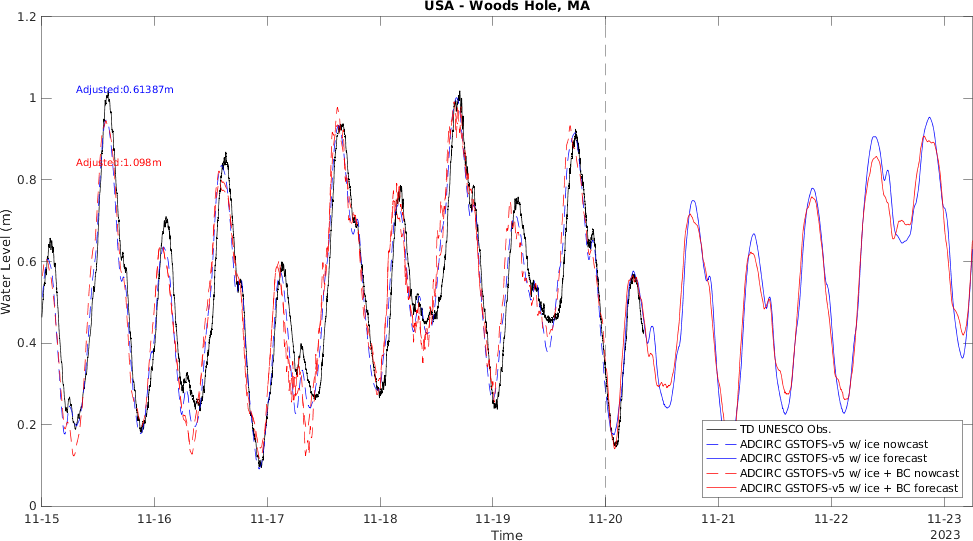 USA - Woods Hole, MA
1.2
1
0.8
0.6
0.4
0.2
0
Water Level (m)
Adjusted:0.61387m
Adjusted:1.098m
TD UNESCO Obs.
ADCIRC GSTOFS-v5 w/ ice nowcast
ADCIRC GSTOFS-v5 w/ ice forecast
ADCIRC GSTOFS-v5 w/ ice + BC nowcast
ADCIRC GSTOFS-v5 w/ ice + BC forecast
11-15 11-16 11-17 11-18 11-19 11-20 11-21 11-22 11-23
Time
2023